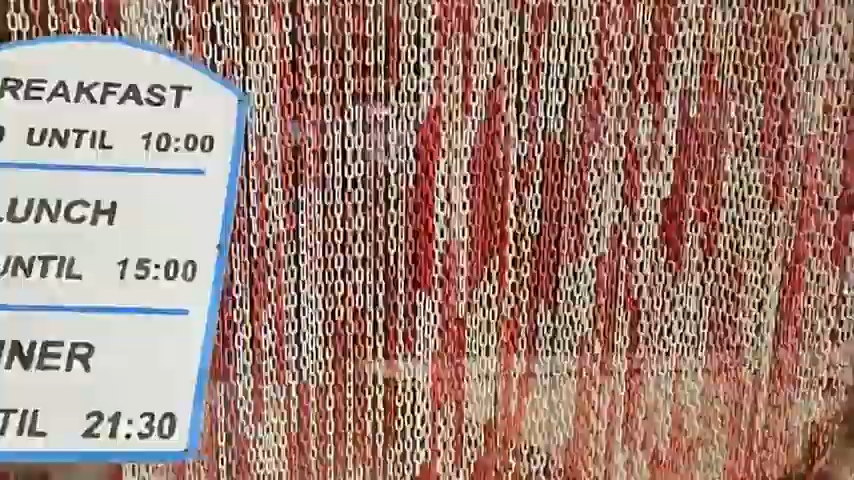 REAKFAST
UNTIL 10:00
LUNCH
UNTIL 15:00
NER
TIL 21:30